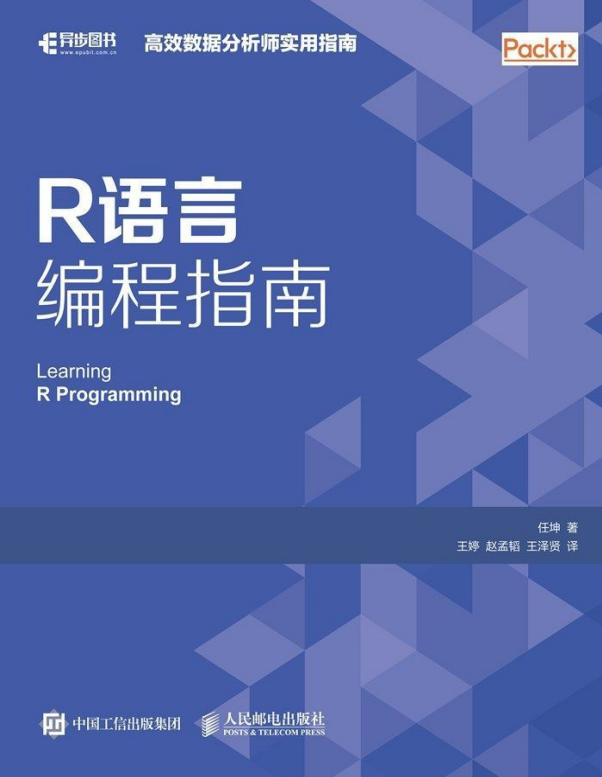 异步图书
www.epubit.com.cn
高效数据分析师实用指南
Packt>
R语言
编程指南
Learning
R Programming
任坤 著
王婷 赵孟韬 王泽贤 译
中国工信出版集团
人民邮电出版社
POSTS & TELECOM PRESS